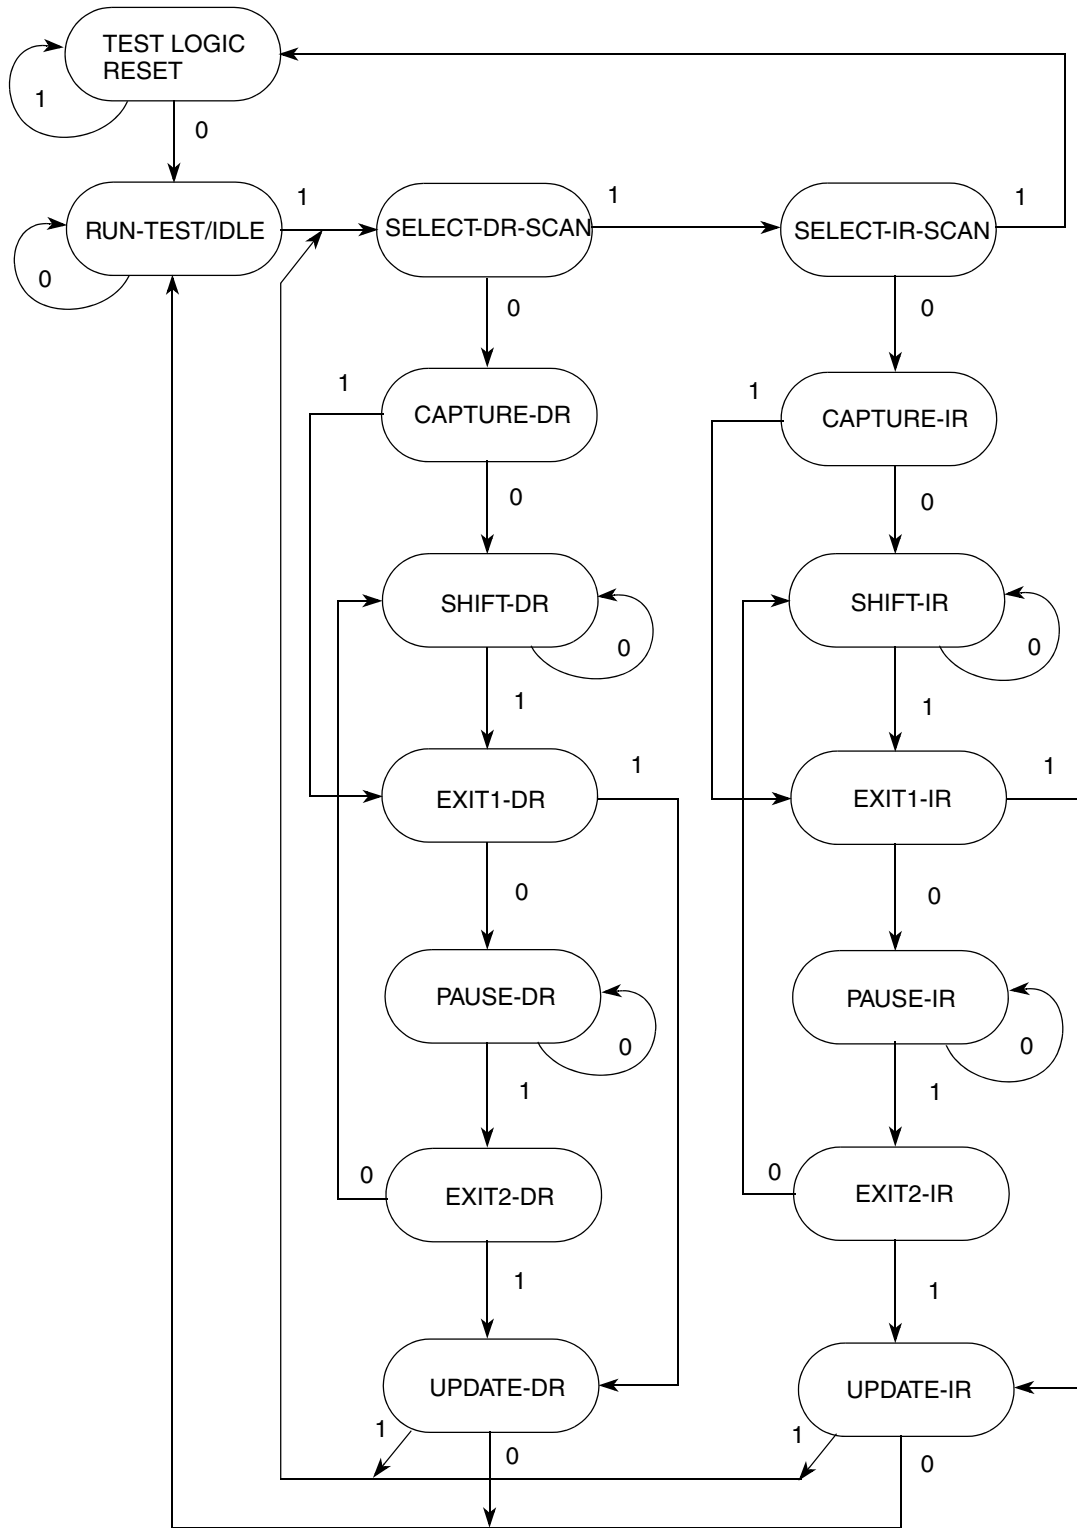 TEST LOGIC
RESET
1
0
RUN-TEST/IDLE
0
1
SELECT-DR-SCAN
1
SELECT-IR-SCAN
1
0
0
1
CAPTURE-DR
1
CAPTURE-IR
0
0
SHIFT-DR
0
SHIFT-IR
0
1
1
EXIT1-DR
1
EXIT1-IR
1
0
0
PAUSE-DR
0
PAUSE-IR
0
1
1
0
EXIT2-DR
0
EXIT2-IR
1
1
UPDATE-DR
UPDATE-IR
1
0
1
0